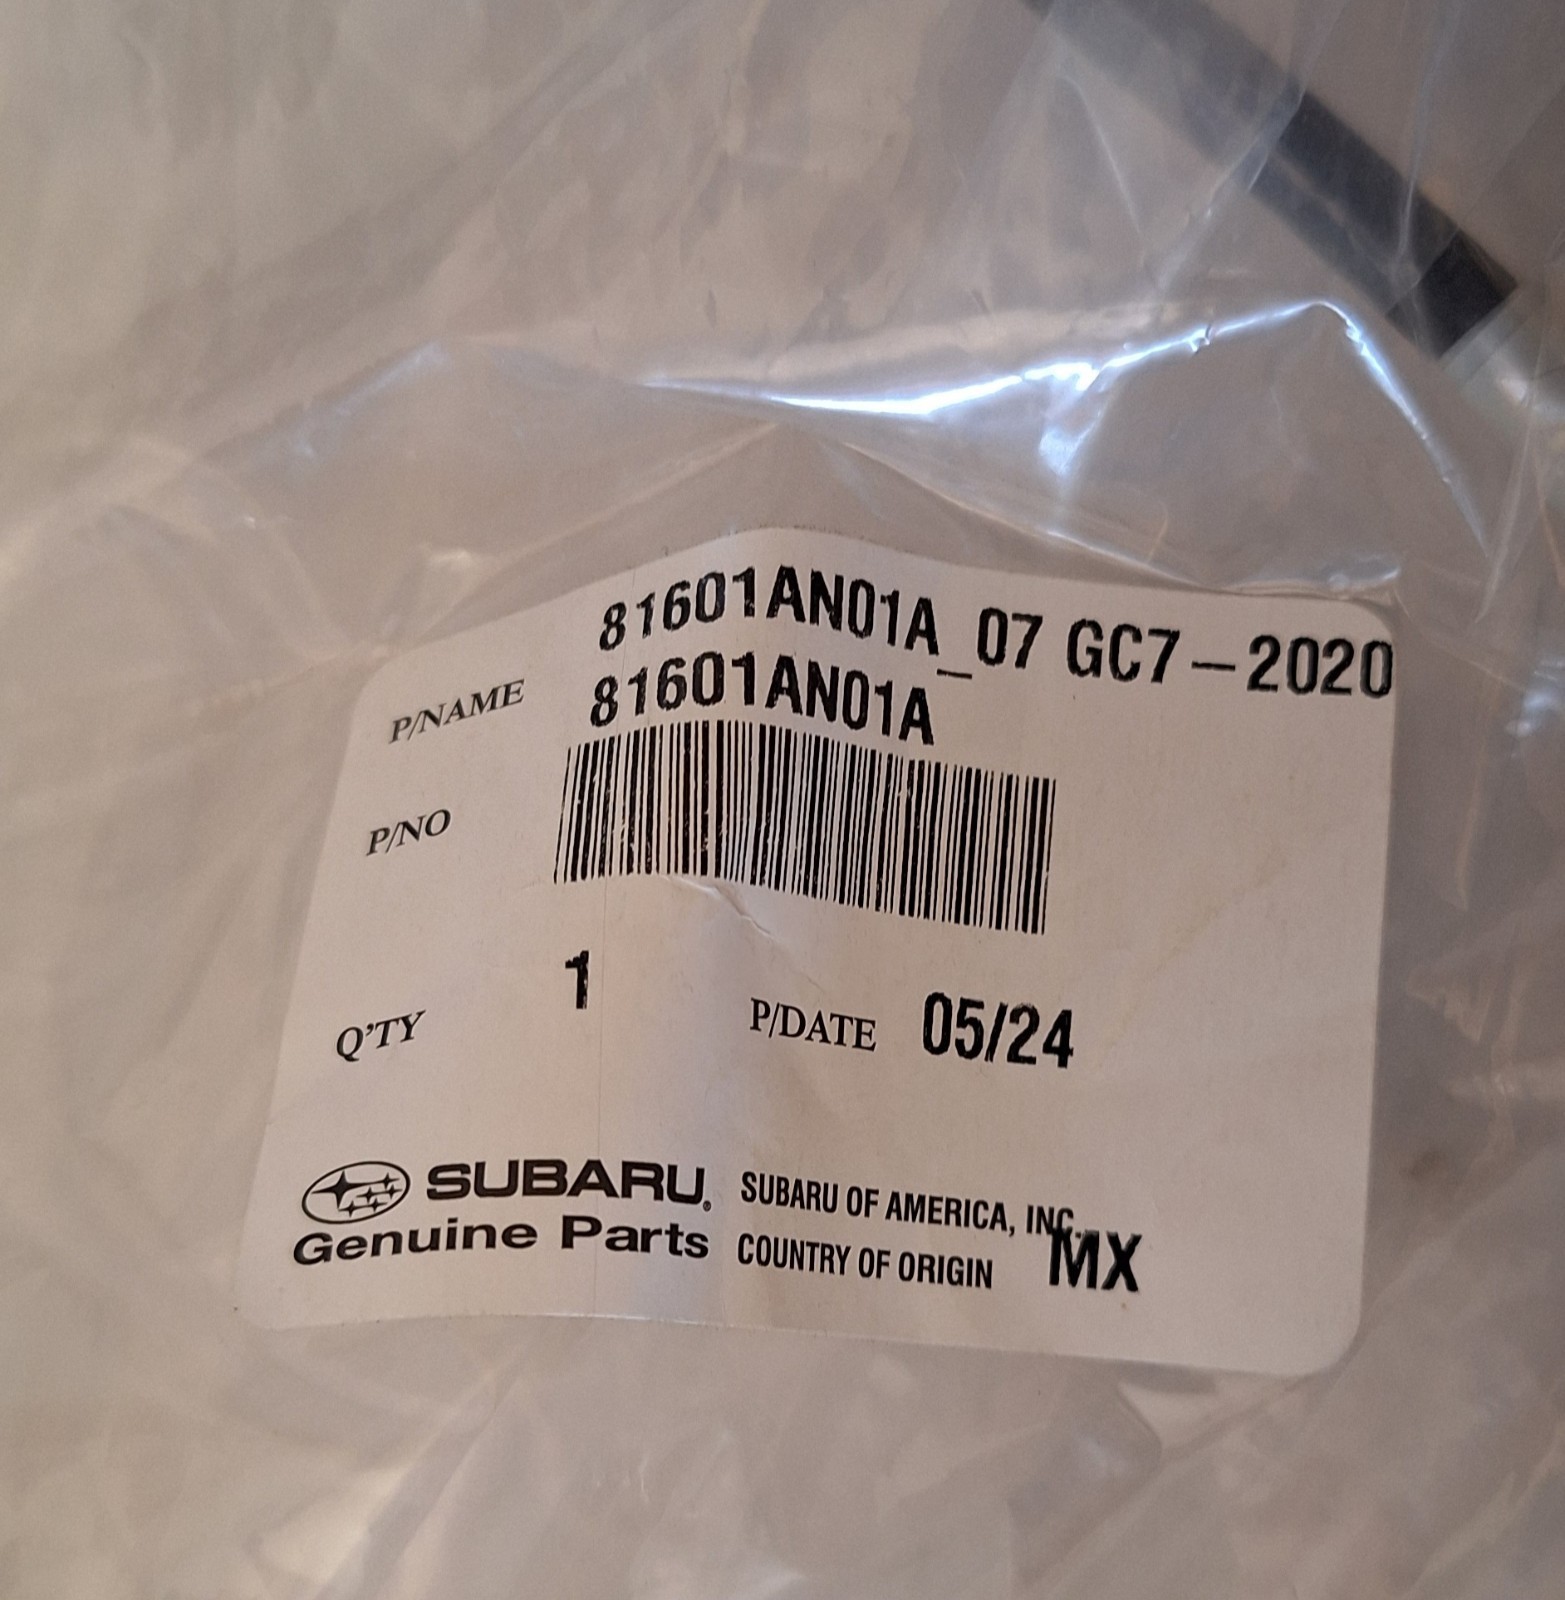 81601AN01A_07 GC7-2020
P/NAME 81601AN01A
P/NO
1
Q'TY P/DATE 05/24
SUBARU® SUBARU OF AMERICA, INC.
Genuine Parts COUNTRY OF ORIGIN MX